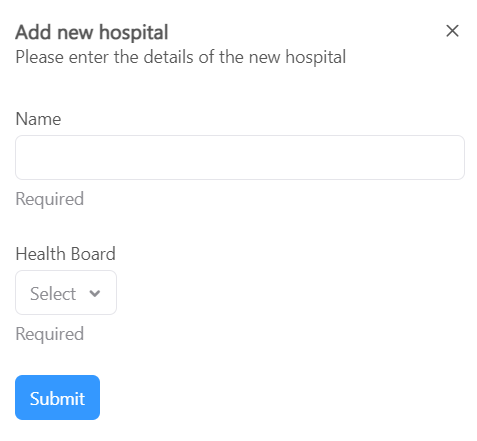 Add new hospital
Please enter the details of the new hospital
Name
Required
Health Board
Select
Required
Submit